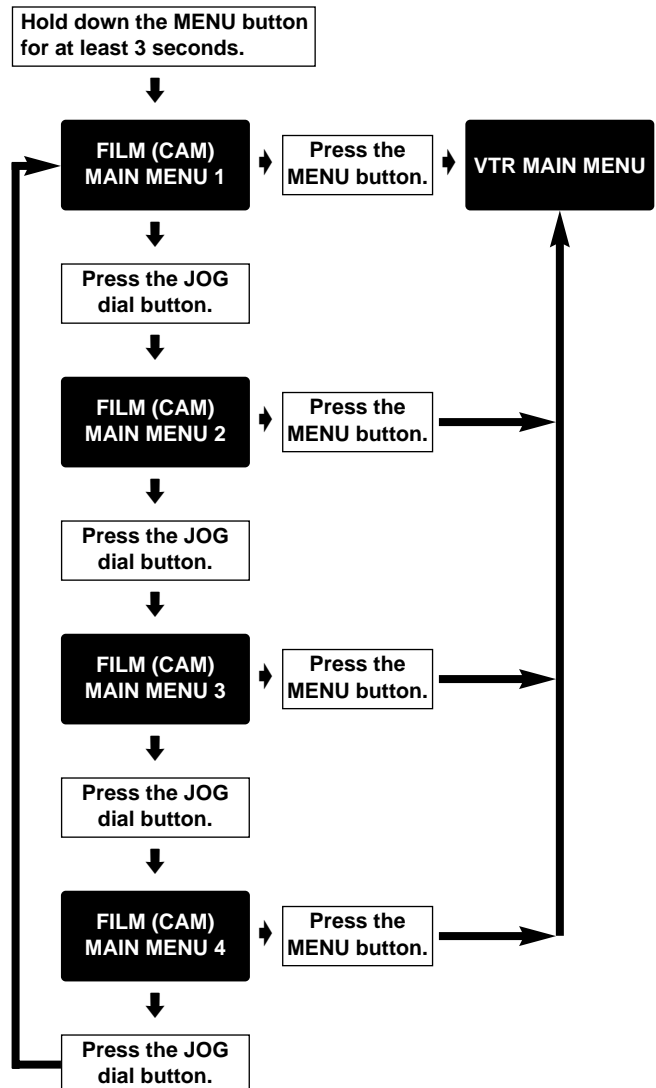 Hold down the MENU button
for at least 3 seconds.
FILM (CAM)
MAIN MENU 1
Press the
MENU button.
VTR MAIN MENU
Press the JOG
dial button.
FILM (CAM)
MAIN MENU 2
Press the
MENU button.
Press the JOG
dial button.
FILM (CAM)
MAIN MENU 3
Press the
MENU button.
Press the JOG
dial button.
FILM (CAM)
MAIN MENU 4
Press the
MENU button.
Press the JOG
dial button.